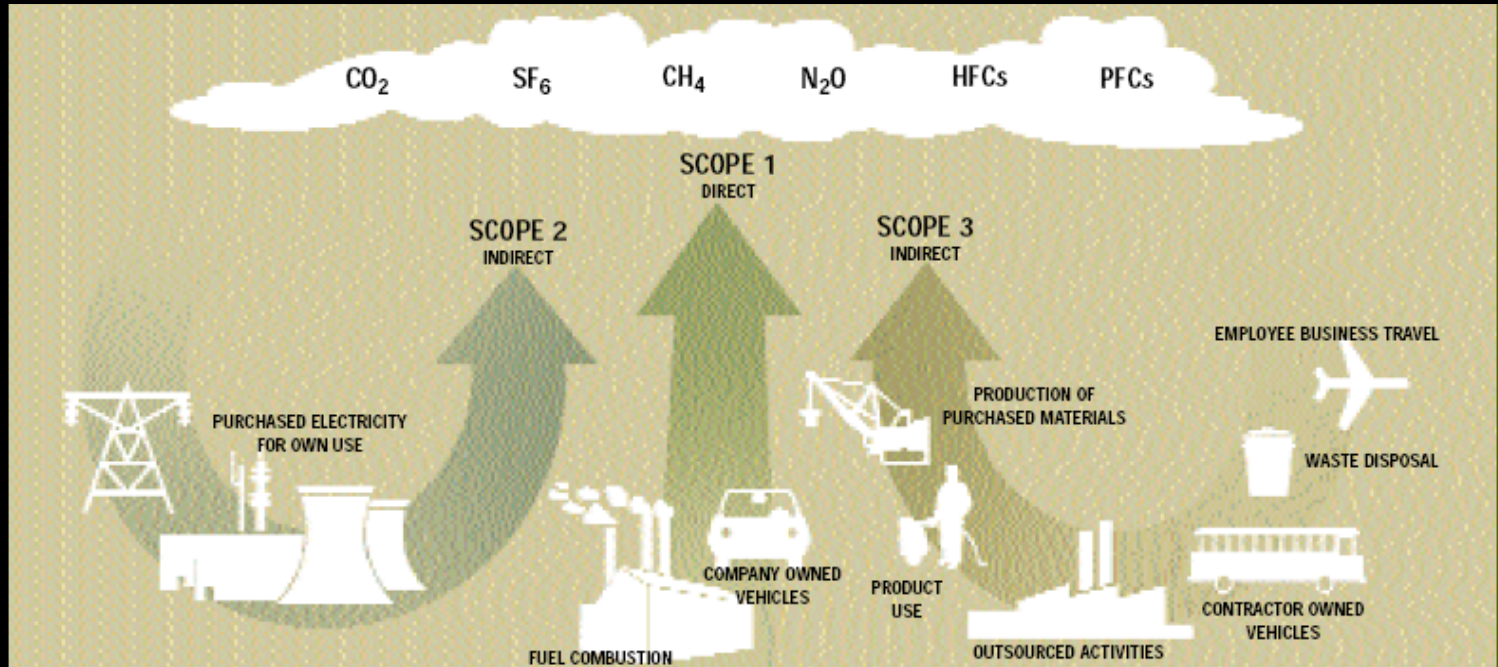 CO₂ SF₆ CH₄ N₂O HFCs PFCs
SCOPE 1
DIRECT
SCOPE 2
INDIRECT
SCOPE 3
INDIRECT
EMPLOYEE BUSINESS TRAVEL
PURCHASED ELECTRICITY
FOR OWN USE
PRODUCTION OF
PURCHASED MATERIALS
WASTE DISPOSAL
COMPANY OWNED
VEHICLES
PRODUCT
USE
CONTRACTOR OWNED
VEHICLES
FUEL COMBUSTION
OUTSOURCED ACTIVITIES